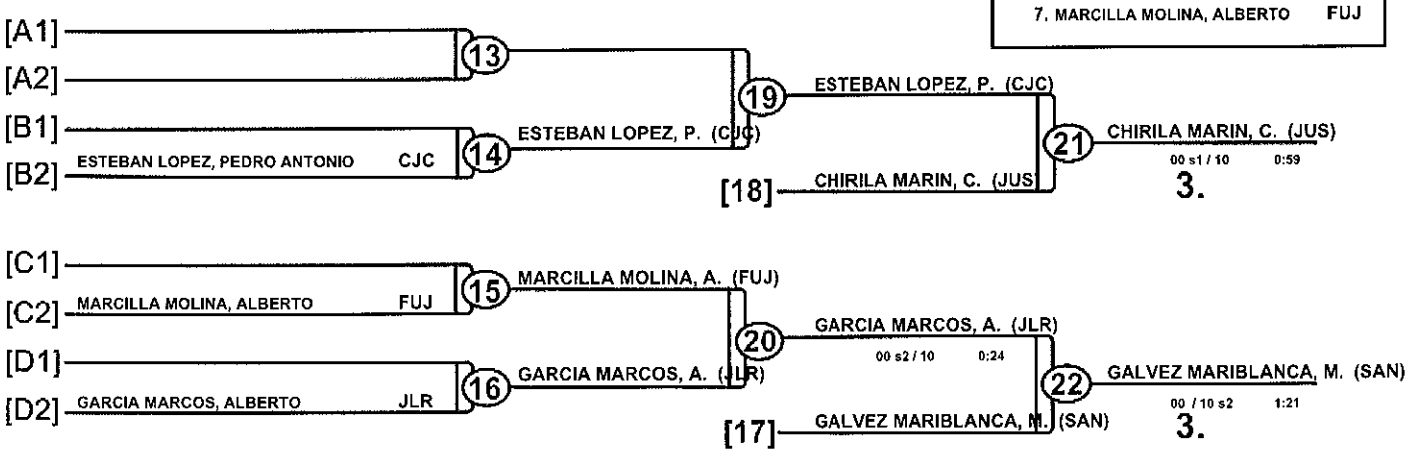 7. MARCILLA MOLINA, ALBERTO FUJ
[A1]
13
[A2]
ESTEBAN LOPEZ, P. (CJC)
19
[B1]
ESTEBAN LOPEZ, P. (CJC)
21
CHIRILA MARIN, C. (JUS)
14
ESTEBAN LOPEZ, PEDRO ANTONIO CJC
00 s1 / 10 0:59
[B2]
[18]
CHIRILA MARIN, C. (JUS
3.
[C1]
MARCILLA MOLINA, A. (FUJ)
15
MARCILLA MOLINA, ALBERTO FUJ
[C2]
GARCIA MARCOS, A. (JLR)
20
00 s2 / 10 0:24
[D1]
GARCIA MARCOS, A. (JLR)
16
22
GALVEZ MARIBLANCA, M. (SAN)
[D2]
GARCIA MARCOS, ALBERTO JLR
00 / 10 s2 1:21
[17]
GALVEZ MARIBLANCA, M. (SAN)
3.